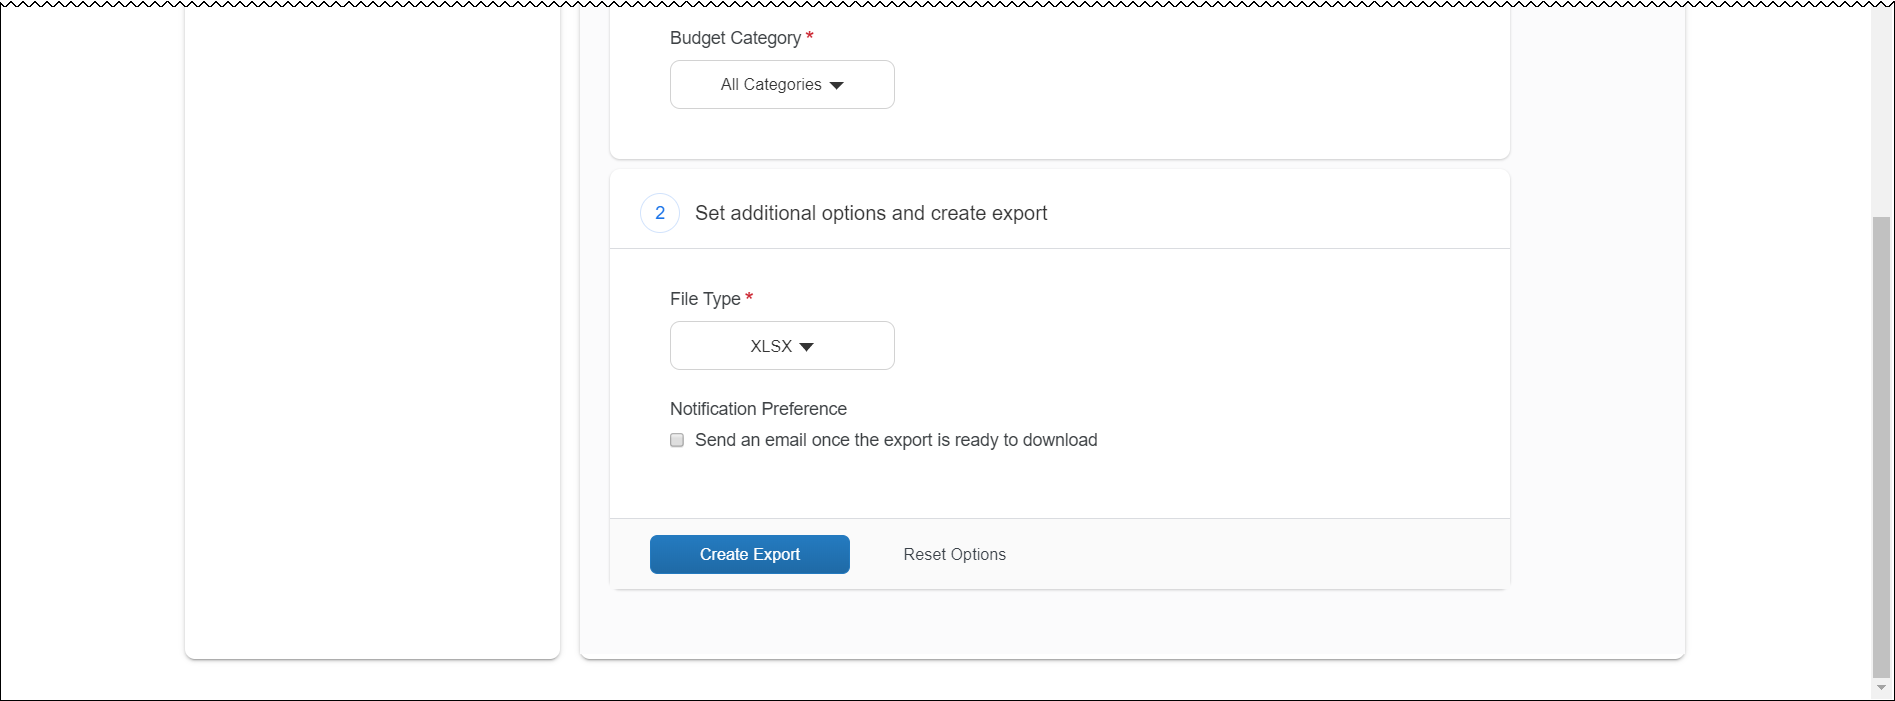 Budget Category *
All Categories
2 Set additional options and create export
File Type *
XLSX
Notification Preference
Send an email once the export is ready to download
Create Export Reset Options